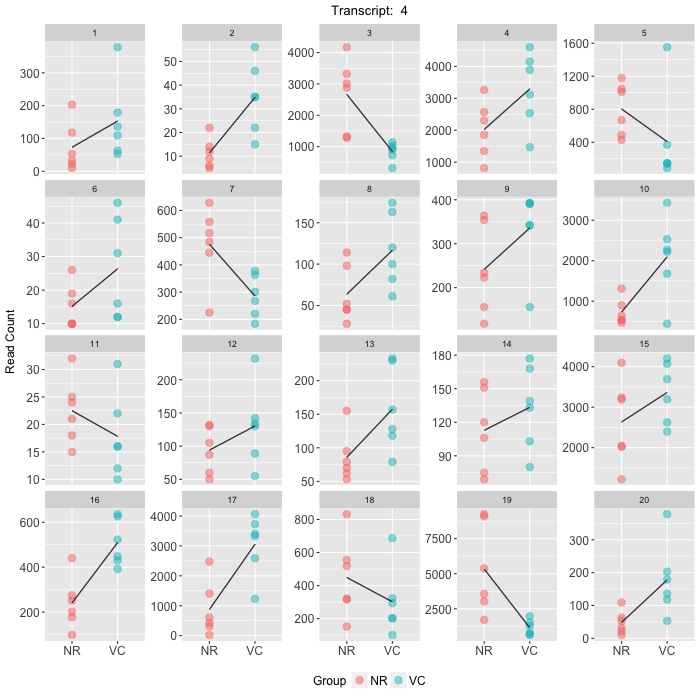 Transcript: 4
1 2 3 4 5
300 200 100 0
50 40 30 20 10
4000 3000 2000 1000
4000 3000 2000 1000
1600 1200 800 400
6 7 8 9 10
40 30 20 10
600 500 400 300 200
150 100 50
400 300 200
3000 2000 1000
Read Count
11 12 13 14 15
30 25 20 15 10
200 150 100 50
200 150 100 50
180 150 120 90
4000 3000 2000
16 17 18 19 20
600 400 200
4000 3000 2000 1000 0
800 600 400 200
7500 5000 2500
300 200 100 0
NR VC NR VC NR VC NR VC NR VC
Group NR VC